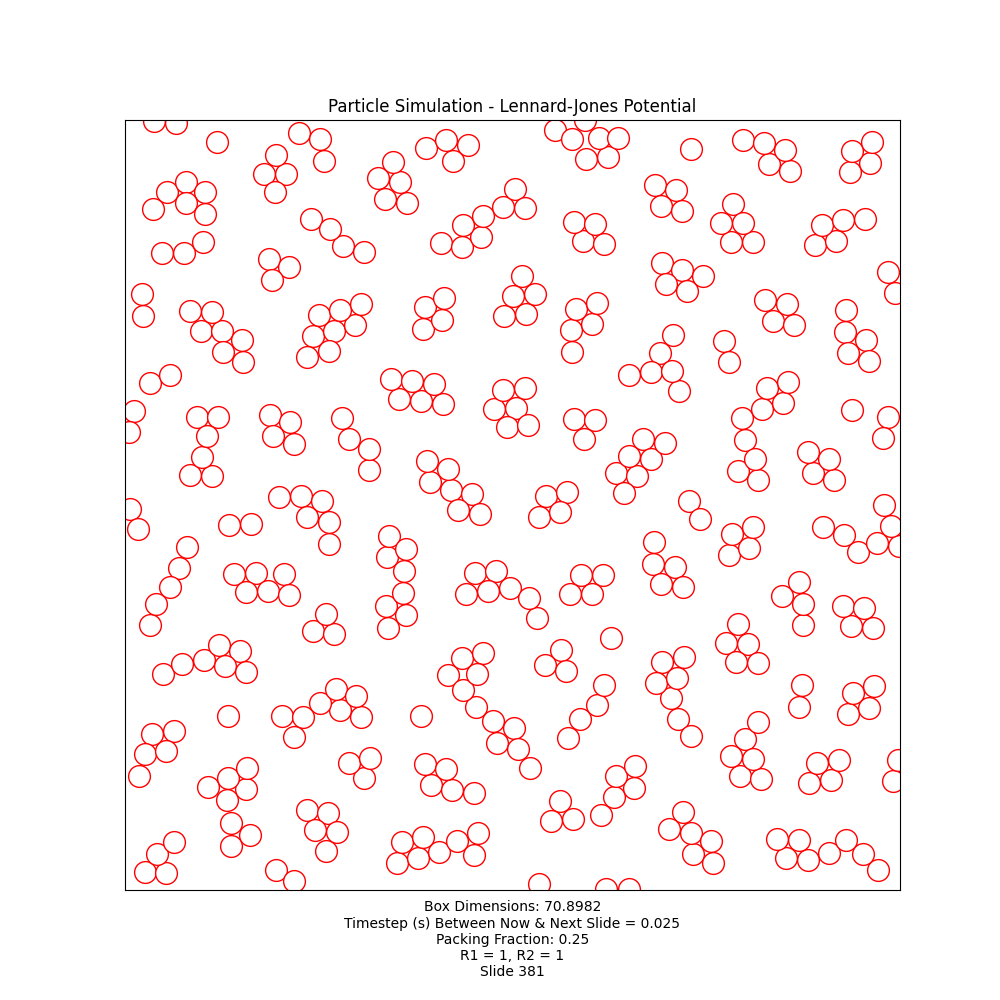 Particle Simulation - Lennard-Jones Potential
Box Dimensions: 70.8982
Timestep (s) Between Now & Next Slide = 0.025
Packing Fraction: 0.25
R1 = 1, R2 = 1
Slide 381